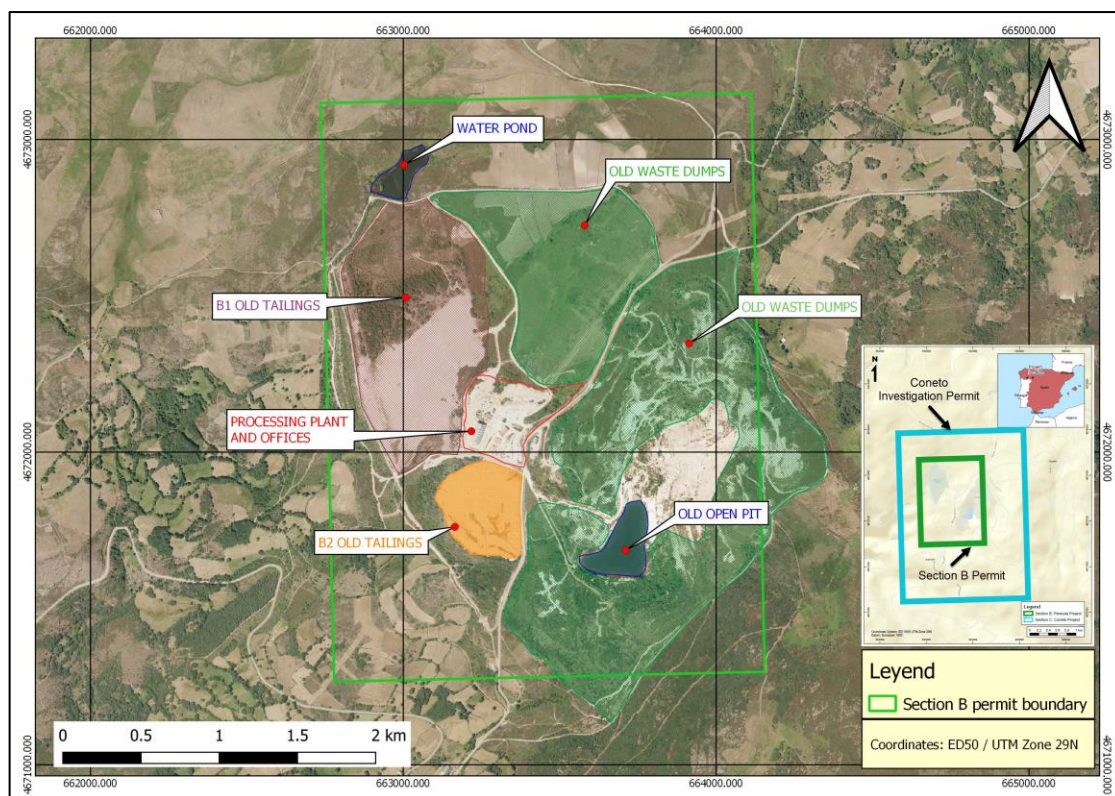 662000.000 663000.000 664000.000 665000.000
4673000.000 4673000.000
WATER POND
OLD WASTE DUMPS
B1 OLD TAILINGS
OLD WASTE DUMPS
PROCESSING PLANT
AND OFFICES
4672000.000 4672000.000
OLD OPEN PIT
B2 OLD TAILINGS
N
Coneto
Investigation Permit
Section B Permit
Legend
Leyend
Section B permit boundary
Coordinates: ED50 / UTM Zone 29N
0 0.5 1 1.5 2 km
4671000.000 4671000.000
662000.000 663000.000 664000.000 665000.000